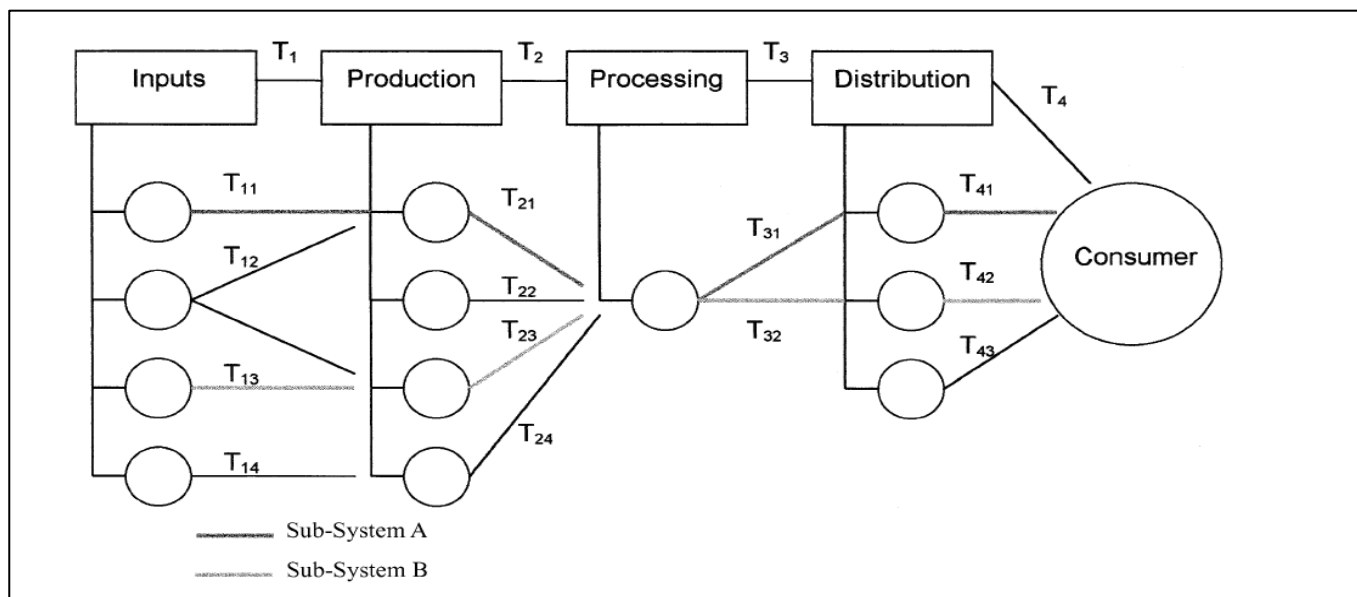 T₁ T₂ T₃
Inputs Production Processing Distribution
T₄
T₁₁ T₂₁ T₃₁ T₄₁
T₁₂ T₂₂ T₄₂ Consumer
T₁₃ T₂₃ T₃₂ T₄₃
T₁₄ T₂₄
Sub-System A
Sub-System B